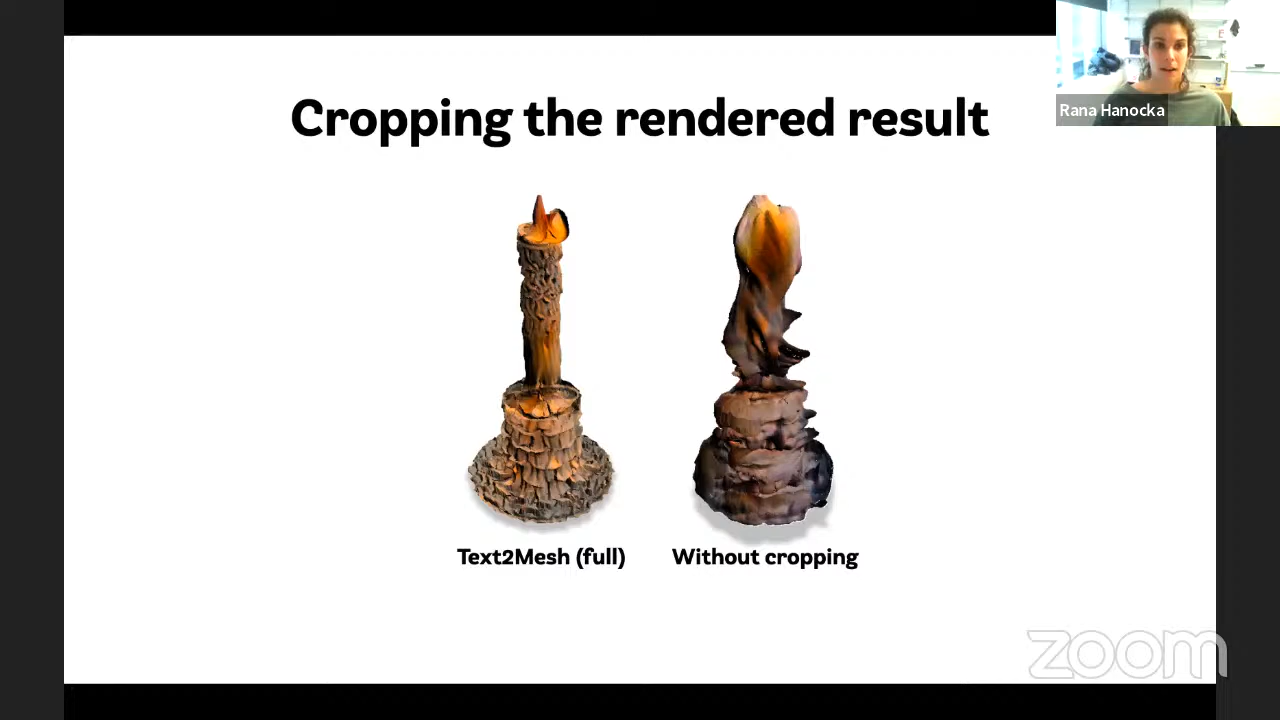 Cropping the rendered result
Rana Hanocka
Text2Mesh (full)
Without cropping
zoom